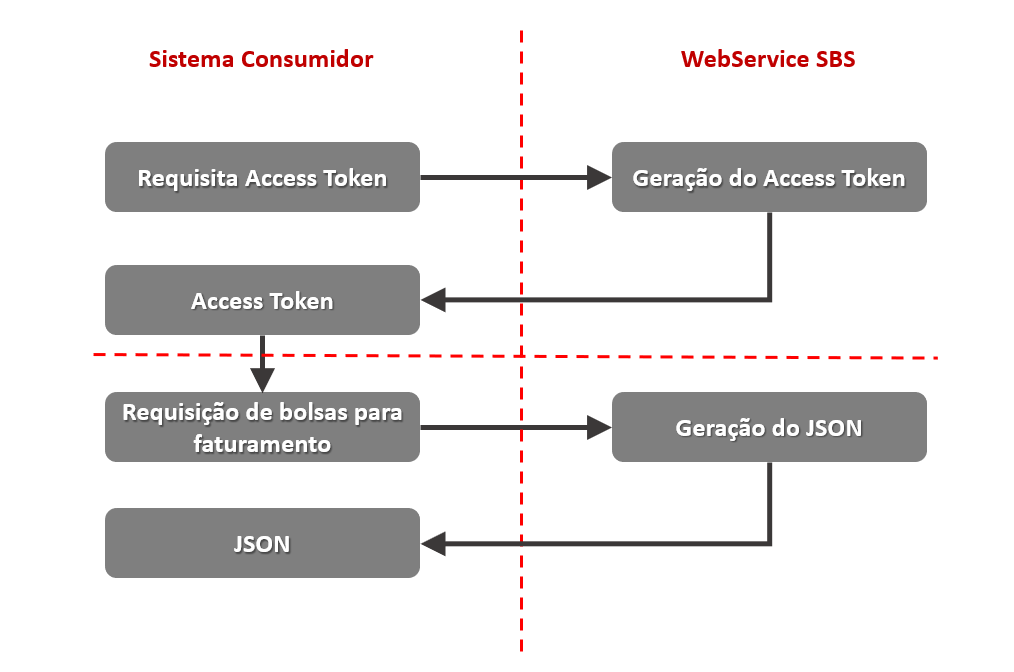 Sistema Consumidor
WebService SBS
Requisita Access Token
Geração do Access Token
Access Token
Requisição de bolsas para
faturamento
Geração do JSON
JSON